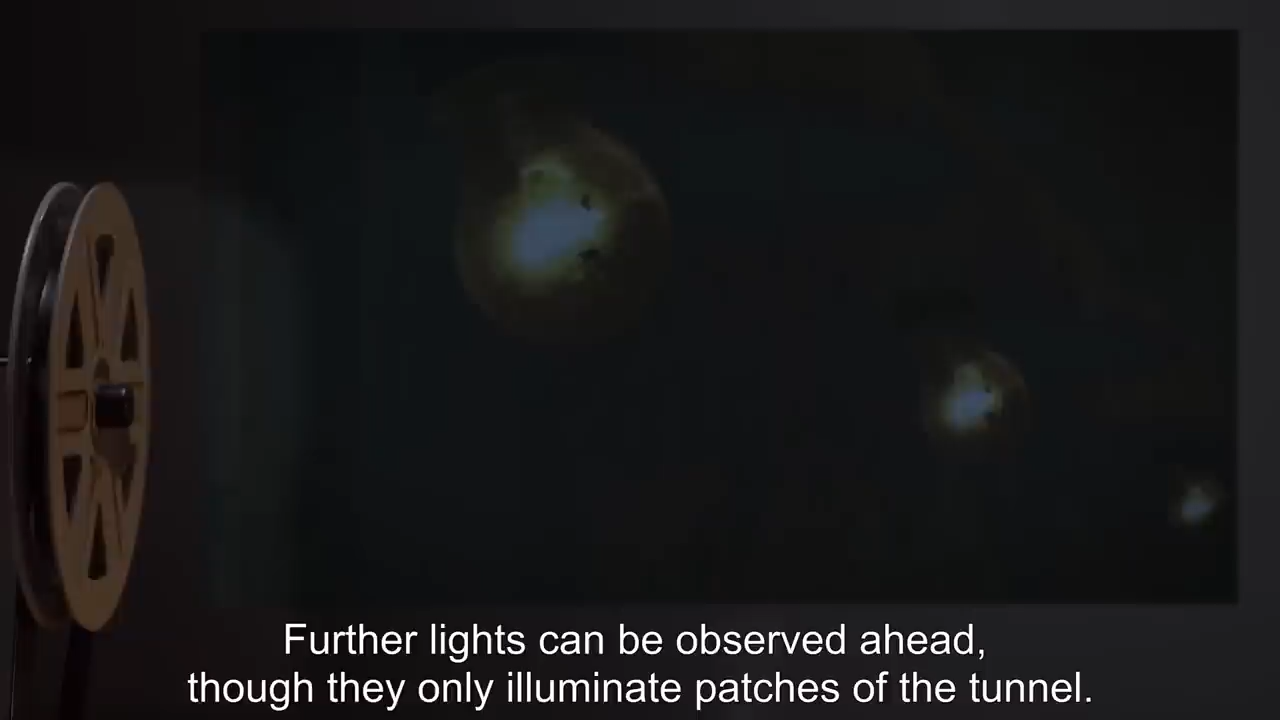 Further lights can be observed ahead,
though they only illuminate patches of the tunnel.